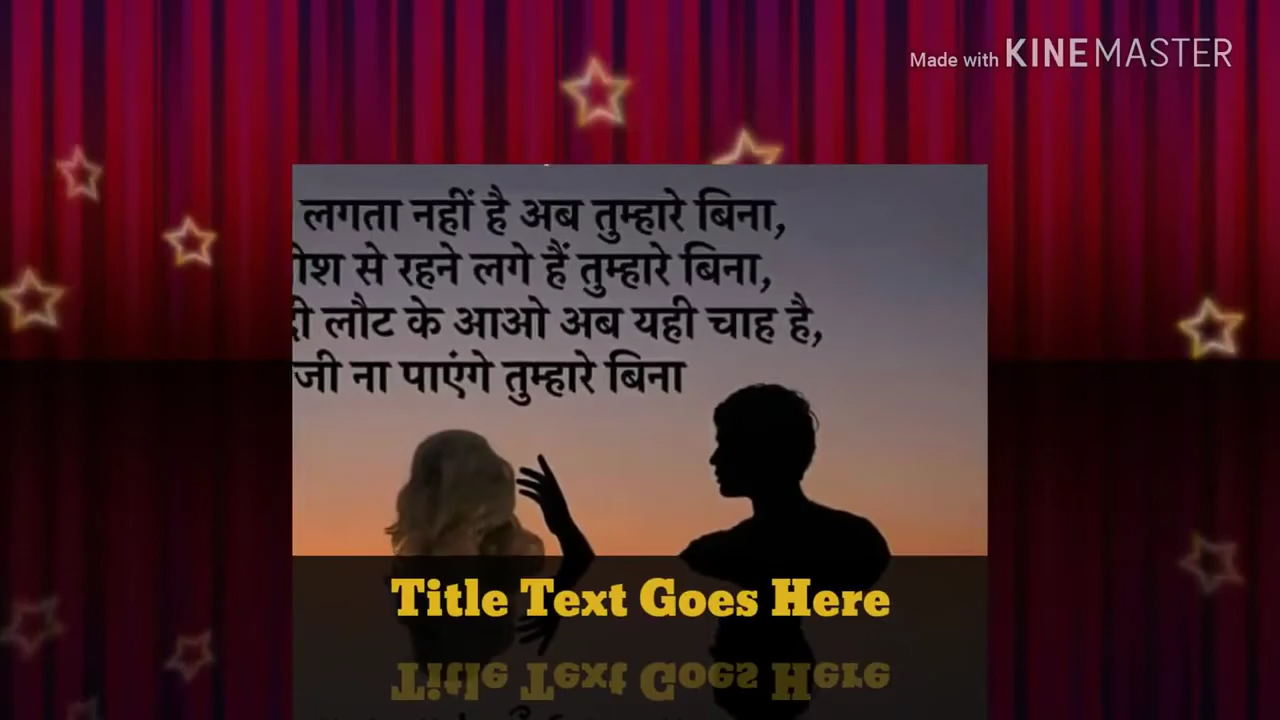 Made with KINEMASTER
लगता नहीं है अब तुम्हारे बिना,
से रहने लगे हैं तुम्हारे बिना,
लौट के आओ अब यही चाह है,
जी ना पाएंगे तुम्हारे बिना
Title Text Goes Here